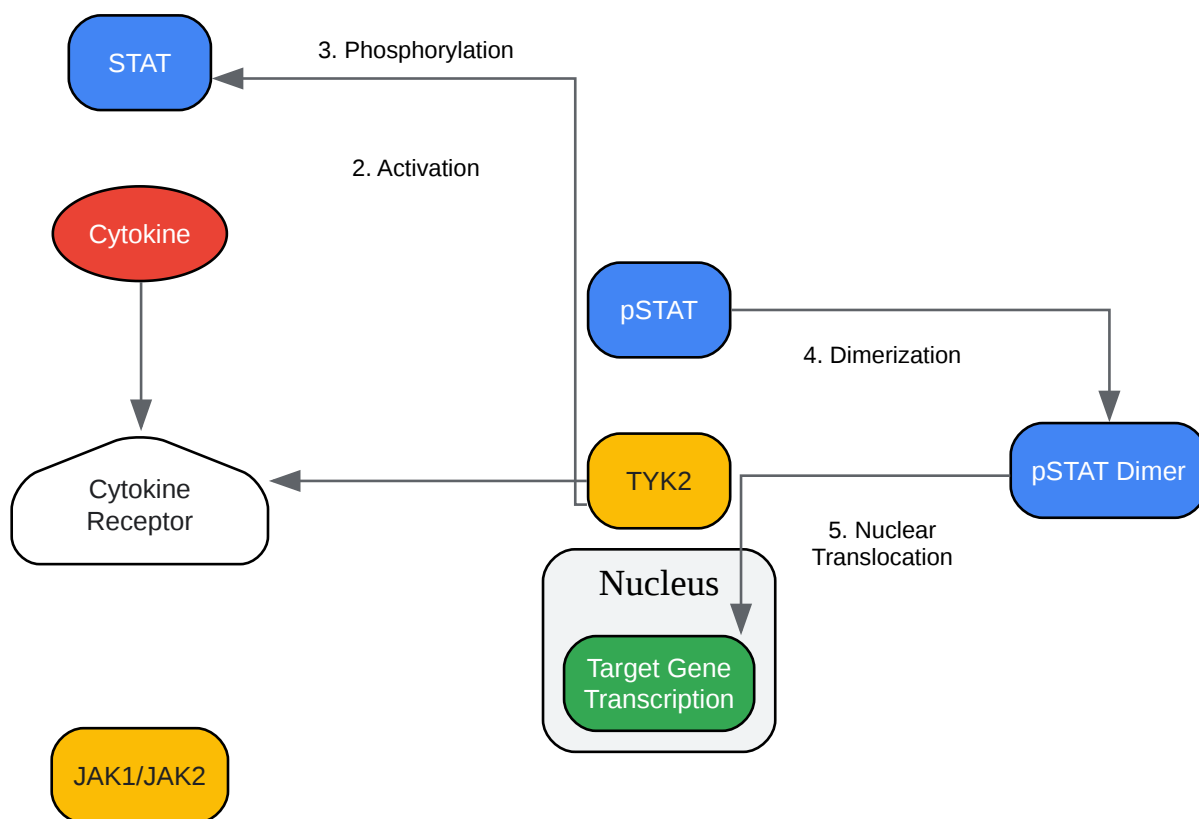 STAT
3. Phosphorylation
2. Activation
Cytokine
pSTAT
4. Dimerization
Cytokine
Receptor
TYK2
pSTAT Dimer
5. Nuclear
Translocation
Nucleus
Target Gene
Transcription
JAK1/JAK2